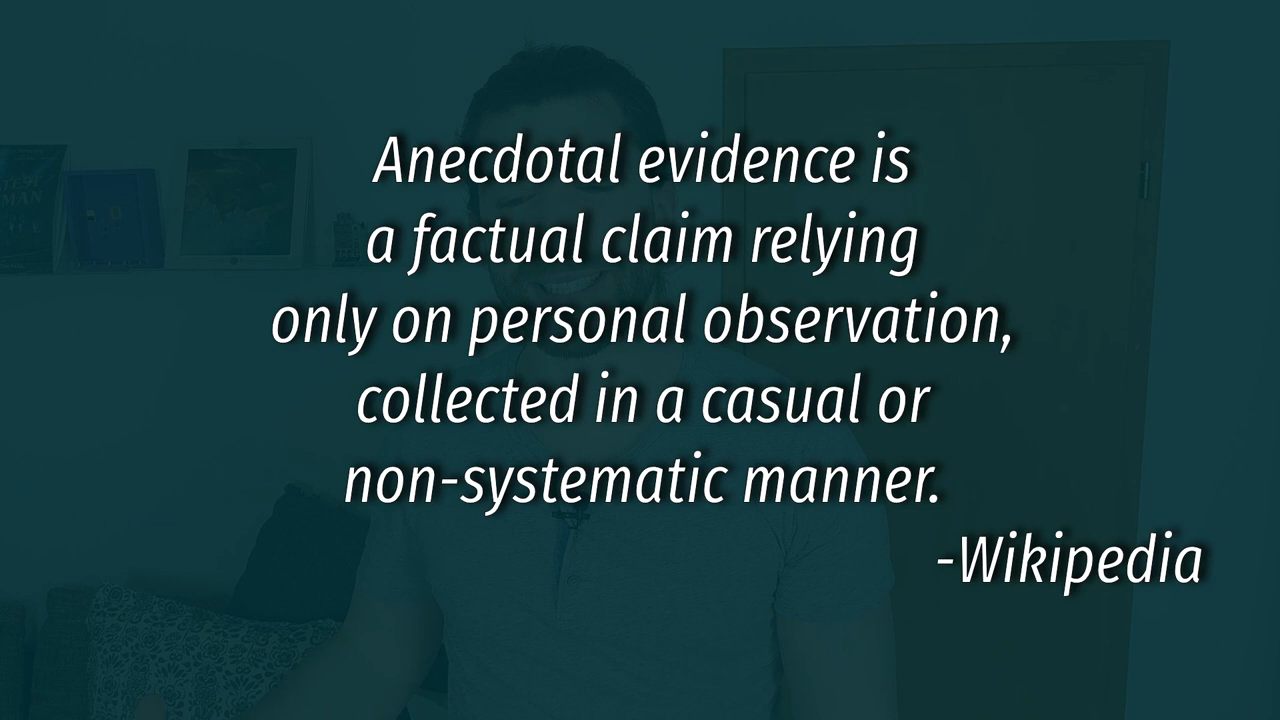 Anecdotal evidence is
a factual claim relying
only on personal observation,
collected in a casual or
non-systematic manner.
-Wikipedia